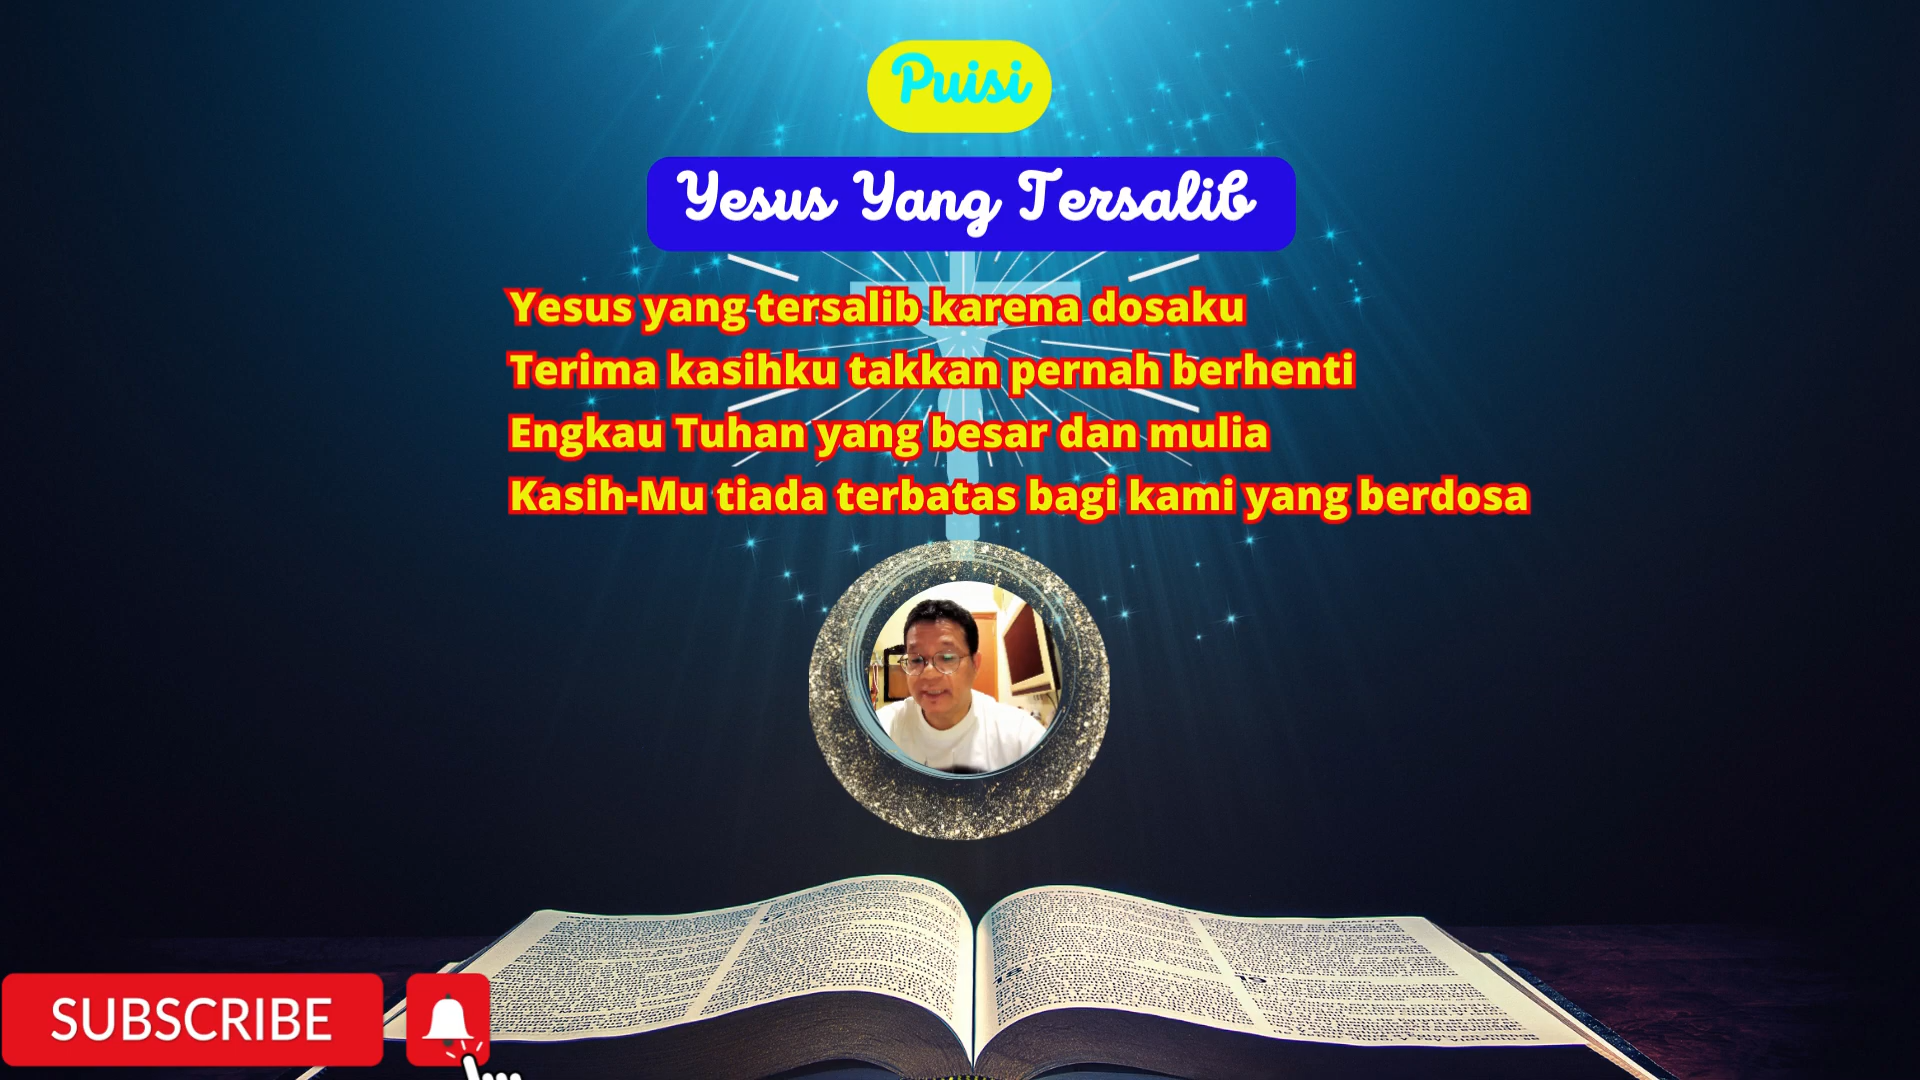 Puisi
Yesus Yang Tersalib
Yesus yang tersalib karena dosaku
Terima kasihku takkan pernah berhenti
Engkau Tuhan yang besar dan mulia
Kasih-Mu tiada terbatas bagi kami yang berdosa
SUBSCRIBE